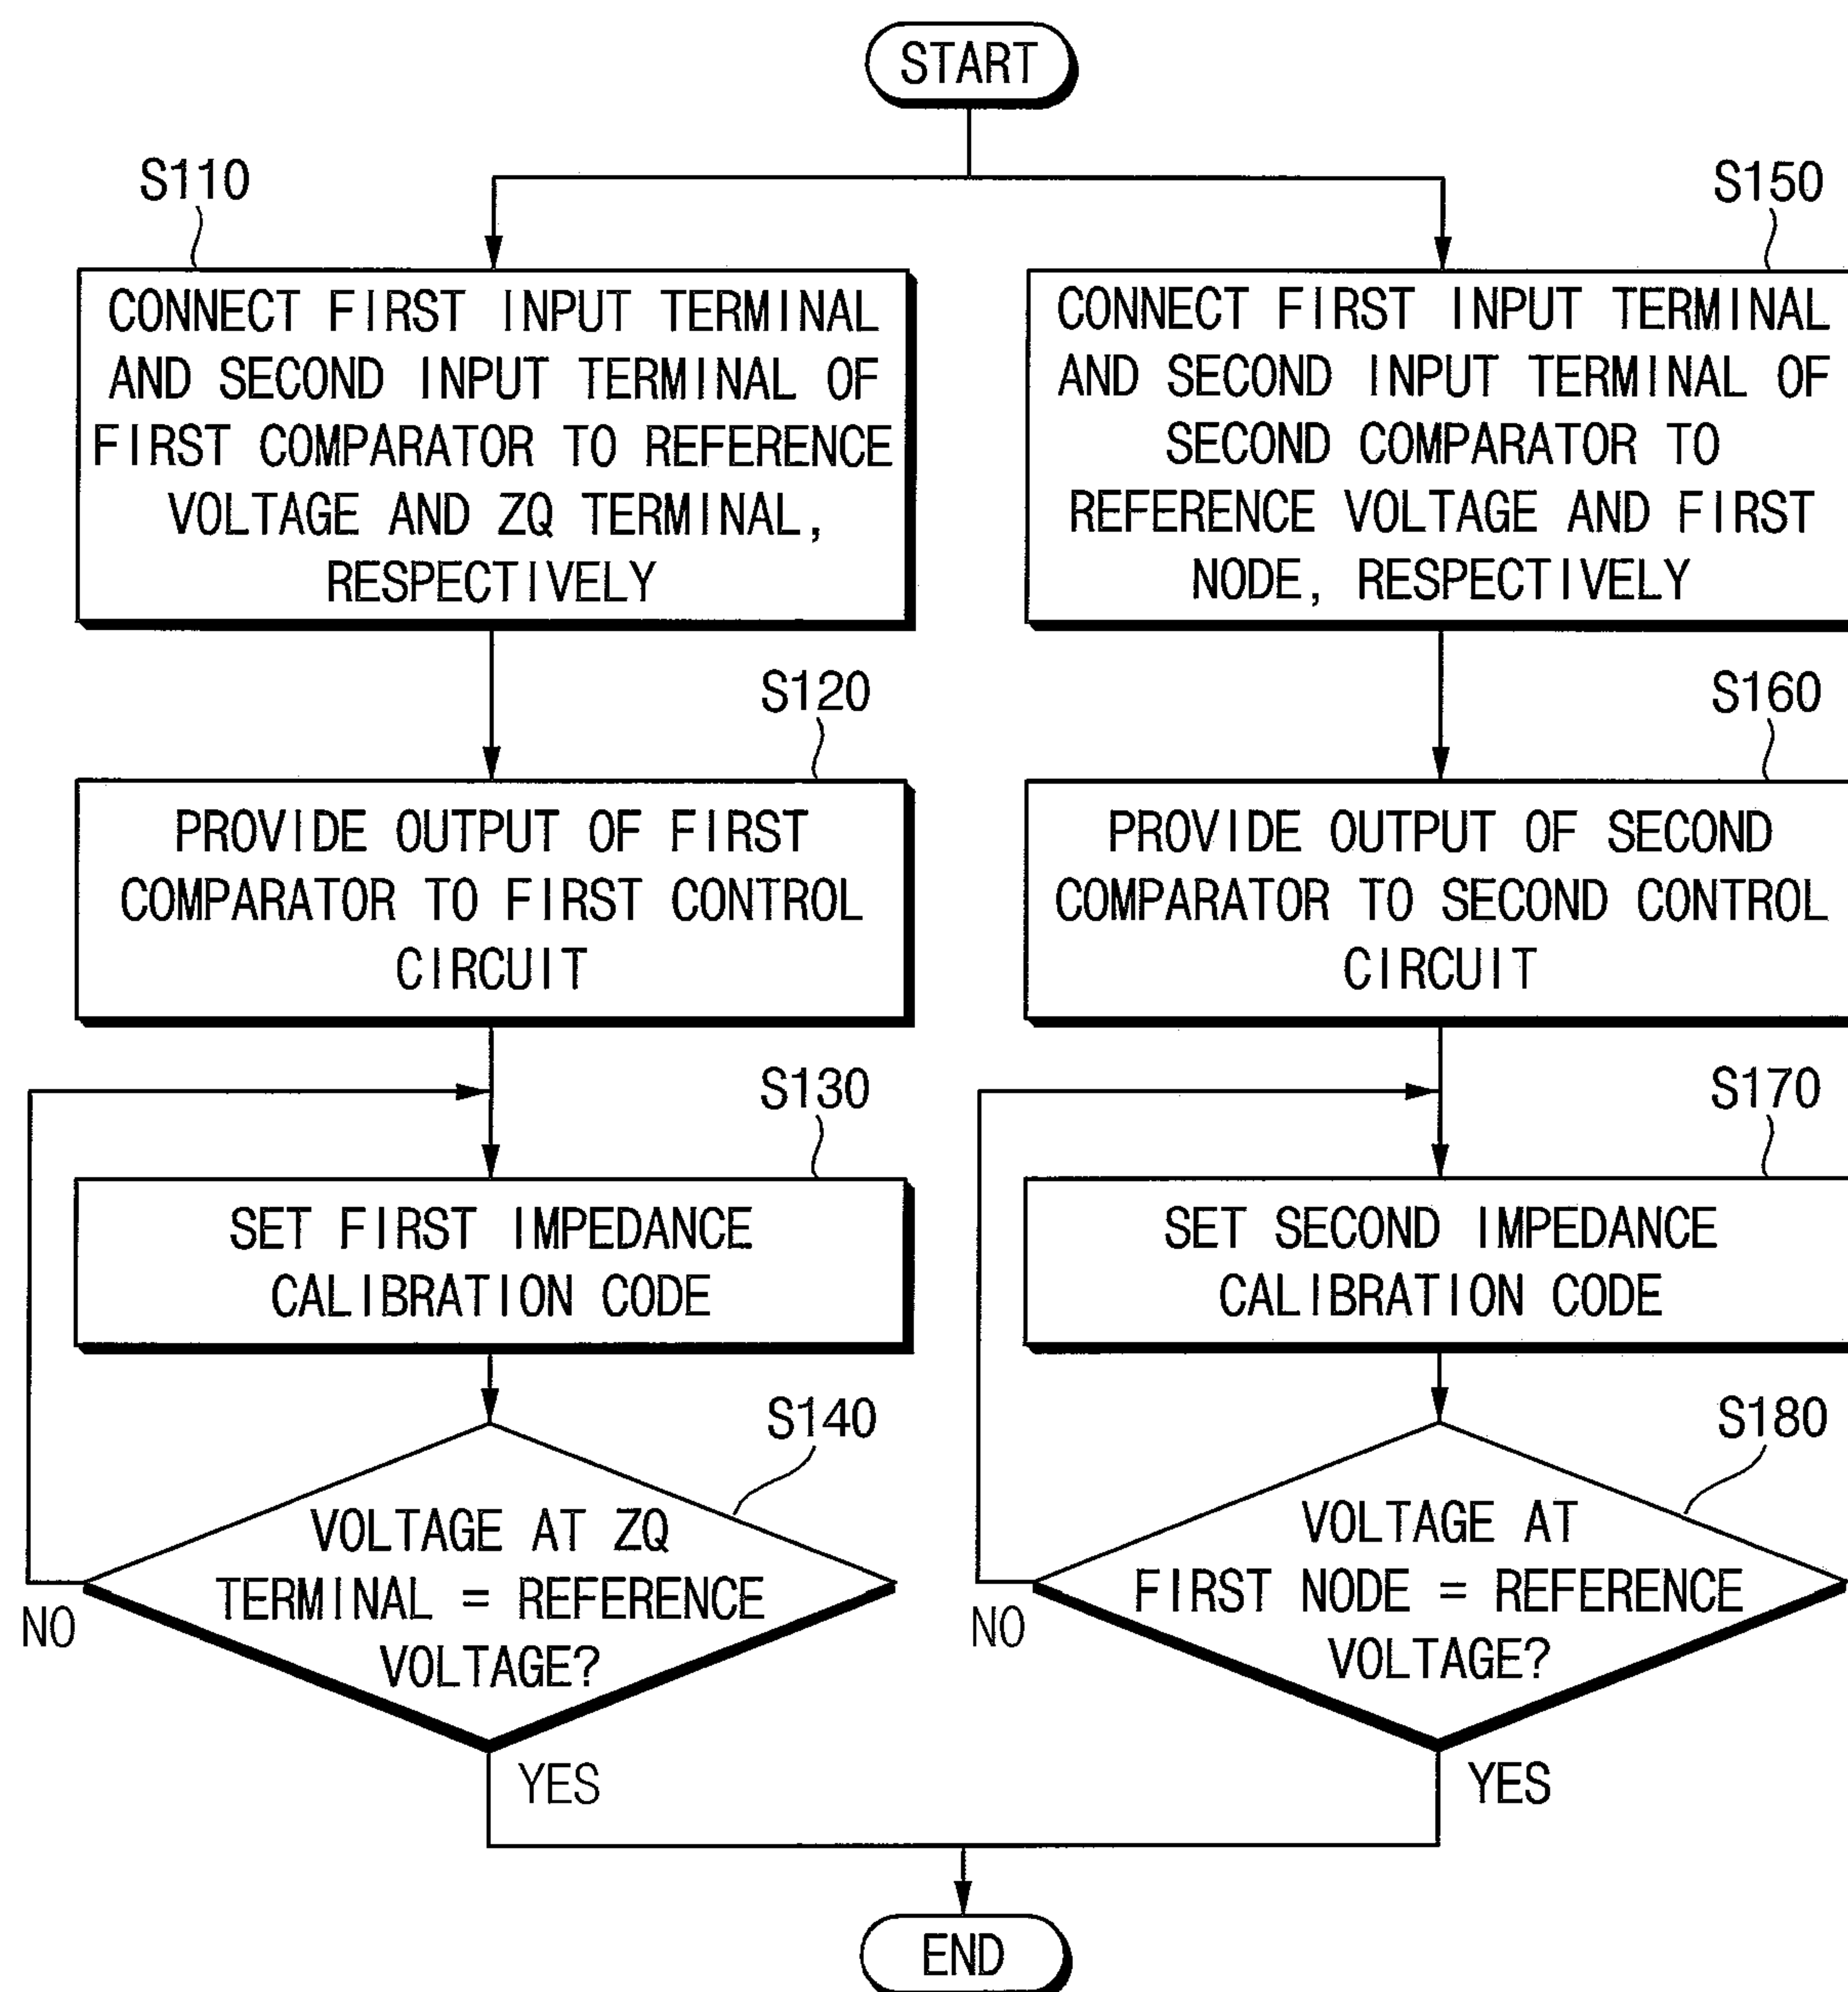 START
S110
CONNECT FIRST INPUT TERMINAL
AND SECOND INPUT TERMINAL OF
FIRST COMPARATOR TO REFERENCE
VOLTAGE AND ZQ TERMINAL,
RESPECTIVELY
S120
PROVIDE OUTPUT OF FIRST
COMPARATOR TO FIRST CONTROL
CIRCUIT
S130
SET FIRST IMPEDANCE
CALIBRATION CODE
S140
VOLTAGE AT ZQ
TERMINAL = REFERENCE
VOLTAGE?
NO
YES
S150
CONNECT FIRST INPUT TERMINAL
AND SECOND INPUT TERMINAL OF
SECOND COMPARATOR TO
REFERENCE VOLTAGE AND FIRST
NODE, RESPECTIVELY
S160
PROVIDE OUTPUT OF SECOND
COMPARATOR TO SECOND CONTROL
CIRCUIT
S170
SET SECOND IMPEDANCE
CALIBRATION CODE
S180
VOLTAGE AT
FIRST NODE = REFERENCE
VOLTAGE?
NO
YES
END